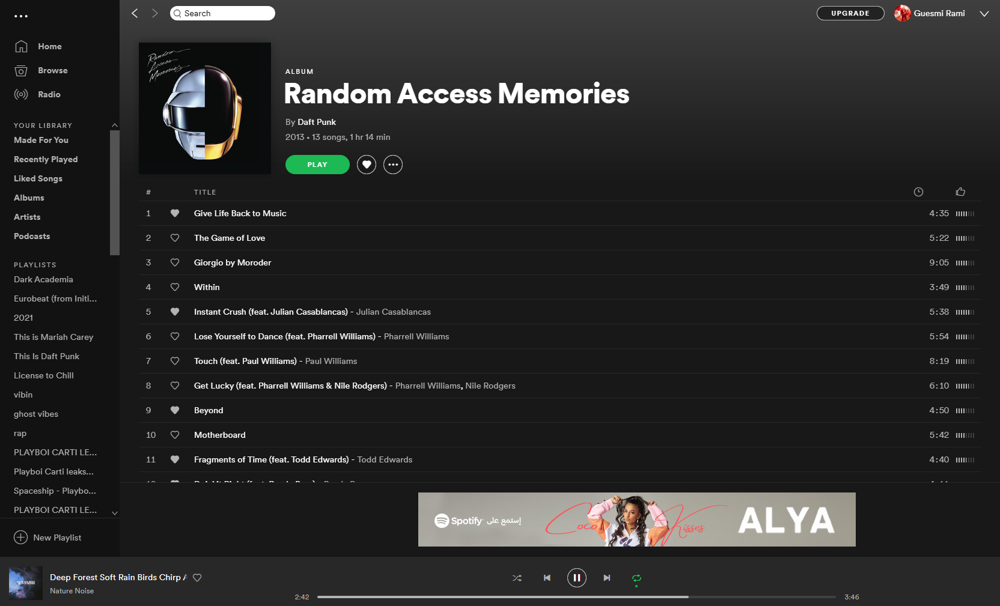 Search
UPGRADE
Guesmi Rami
Home
Browse
Radio
YOUR LIBRARY
Made For You
Recently Played
Liked Songs
Albums
Artists
Podcasts
PLAYLISTS
Dark Academia
Eurobeat (from Initi...
2021
This is Mariah Carey
This Is Daft Punk
License to Chill
vibin
ghost vibes
rap
PLAYBOI CARTI LE...
Playboi Carti leaks...
Spaceship - Playbo...
PLAYBOI CARTI LE...
New Playlist
Random
Access
Memories
ALBUM
Random Access Memories
By Daft Punk
2013 • 13 songs, 1 hr 14 min
PLAY
# TITLE
1 Give Life Back to Music 4:35
2 The Game of Love 5:22
3 Giorgio by Moroder 9:05
4 Within 3:49
5 Instant Crush (feat. Julian Casablancas) - Julian Casablancas 5:38
6 Lose Yourself to Dance (feat. Pharrell Williams) - Pharrell Williams 5:54
7 Touch (feat. Paul Williams) - Paul Williams 8:19
8 Get Lucky (feat. Pharrell Williams & Nile Rodgers) - Pharrell Williams, Nile Rodgers 6:10
9 Beyond 4:50
10 Motherboard 5:42
11 Fragments of Time (feat. Todd Edwards) - Todd Edwards 4:40
Spotify إستمع على
Coco Kisses
ALYA
Deep Forest Soft Rain Birds Chirp
Nature Noise
2:42
3:46